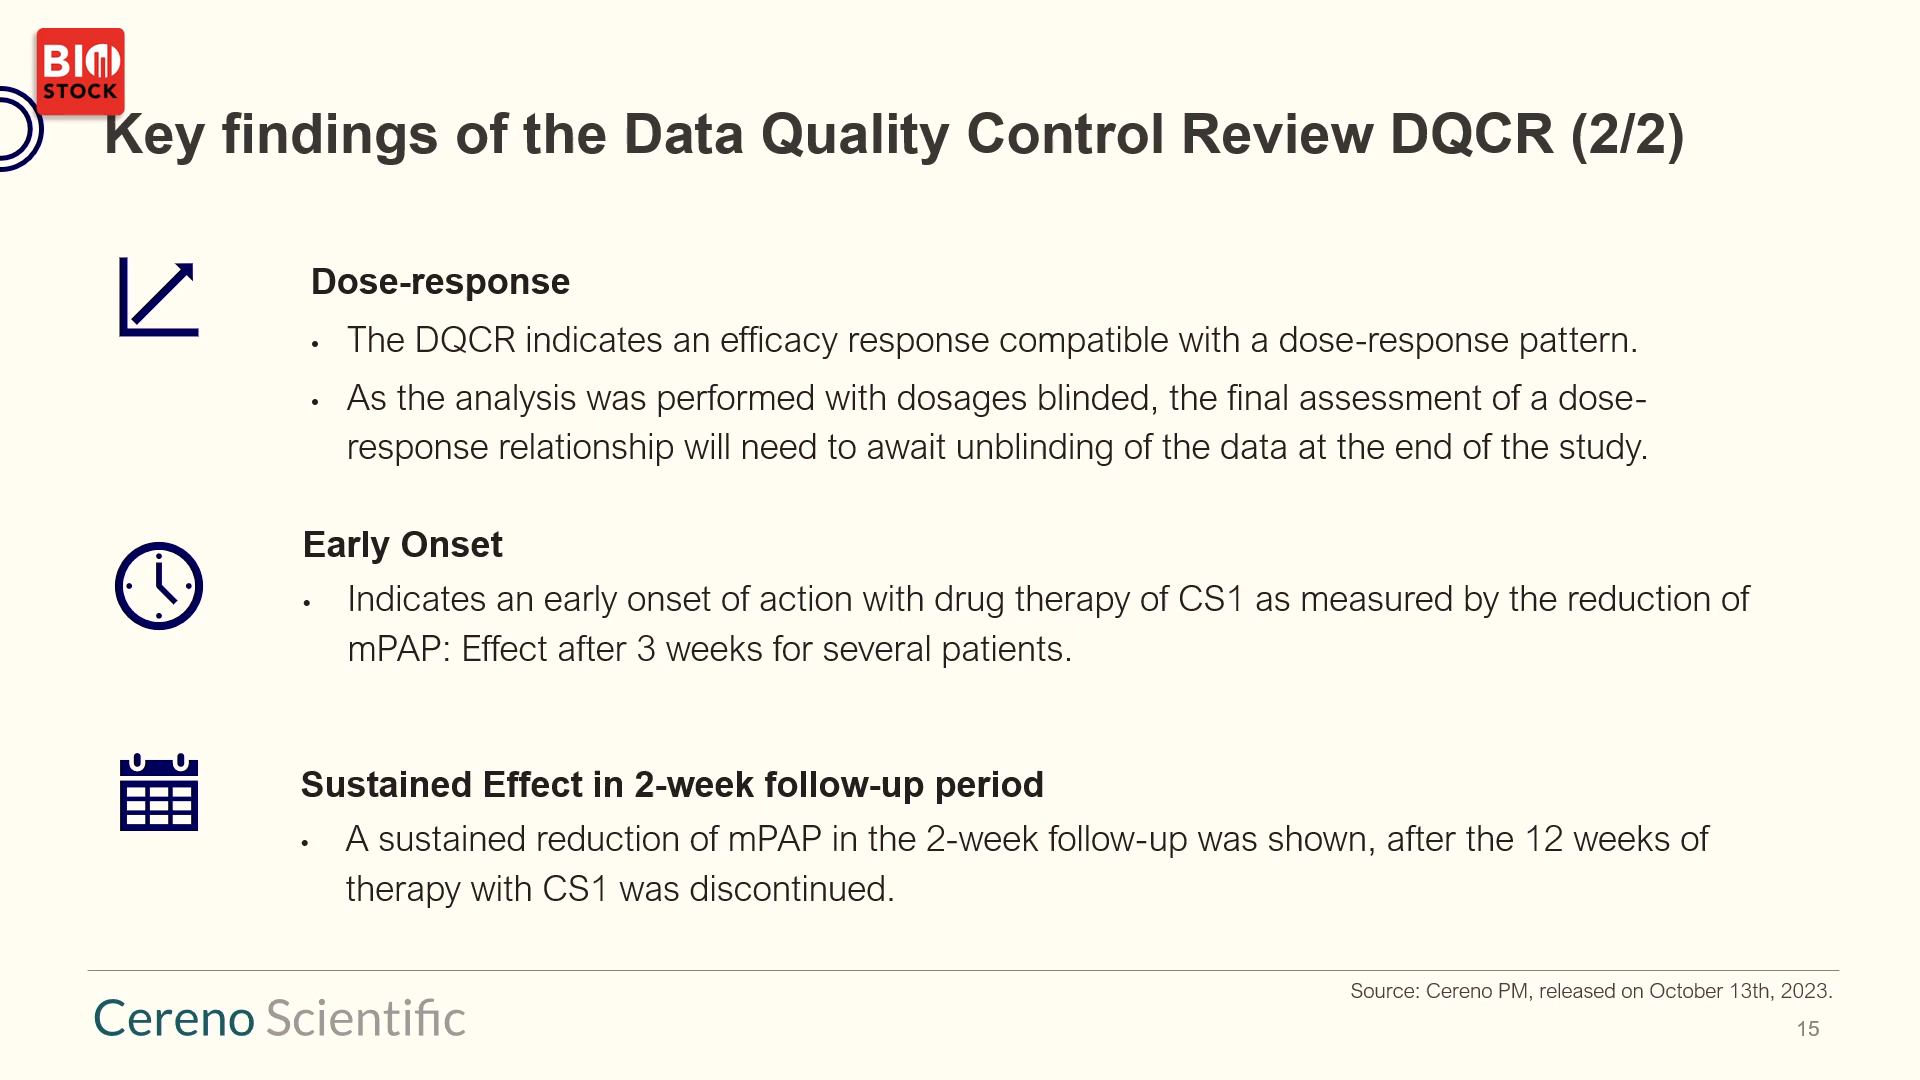 BIO
STOCK
Key findings of the Data Quality Control Review DQCR (2/2)
Dose-response
• The DQCR indicates an efficacy response compatible with a dose-response pattern.
• As the analysis was performed with dosages blinded, the final assessment of a dose-
response relationship will need to await unblinding of the data at the end of the study.
Early Onset
• Indicates an early onset of action with drug therapy of CS1 as measured by the reduction of
mPAP: Effect after 3 weeks for several patients.
Sustained Effect in 2-week follow-up period
• A sustained reduction of mPAP in the 2-week follow-up was shown, after the 12 weeks of
therapy with CS1 was discontinued.
Source: Cereno PM, released on October 13th, 2023.
Cereno Scientific
15